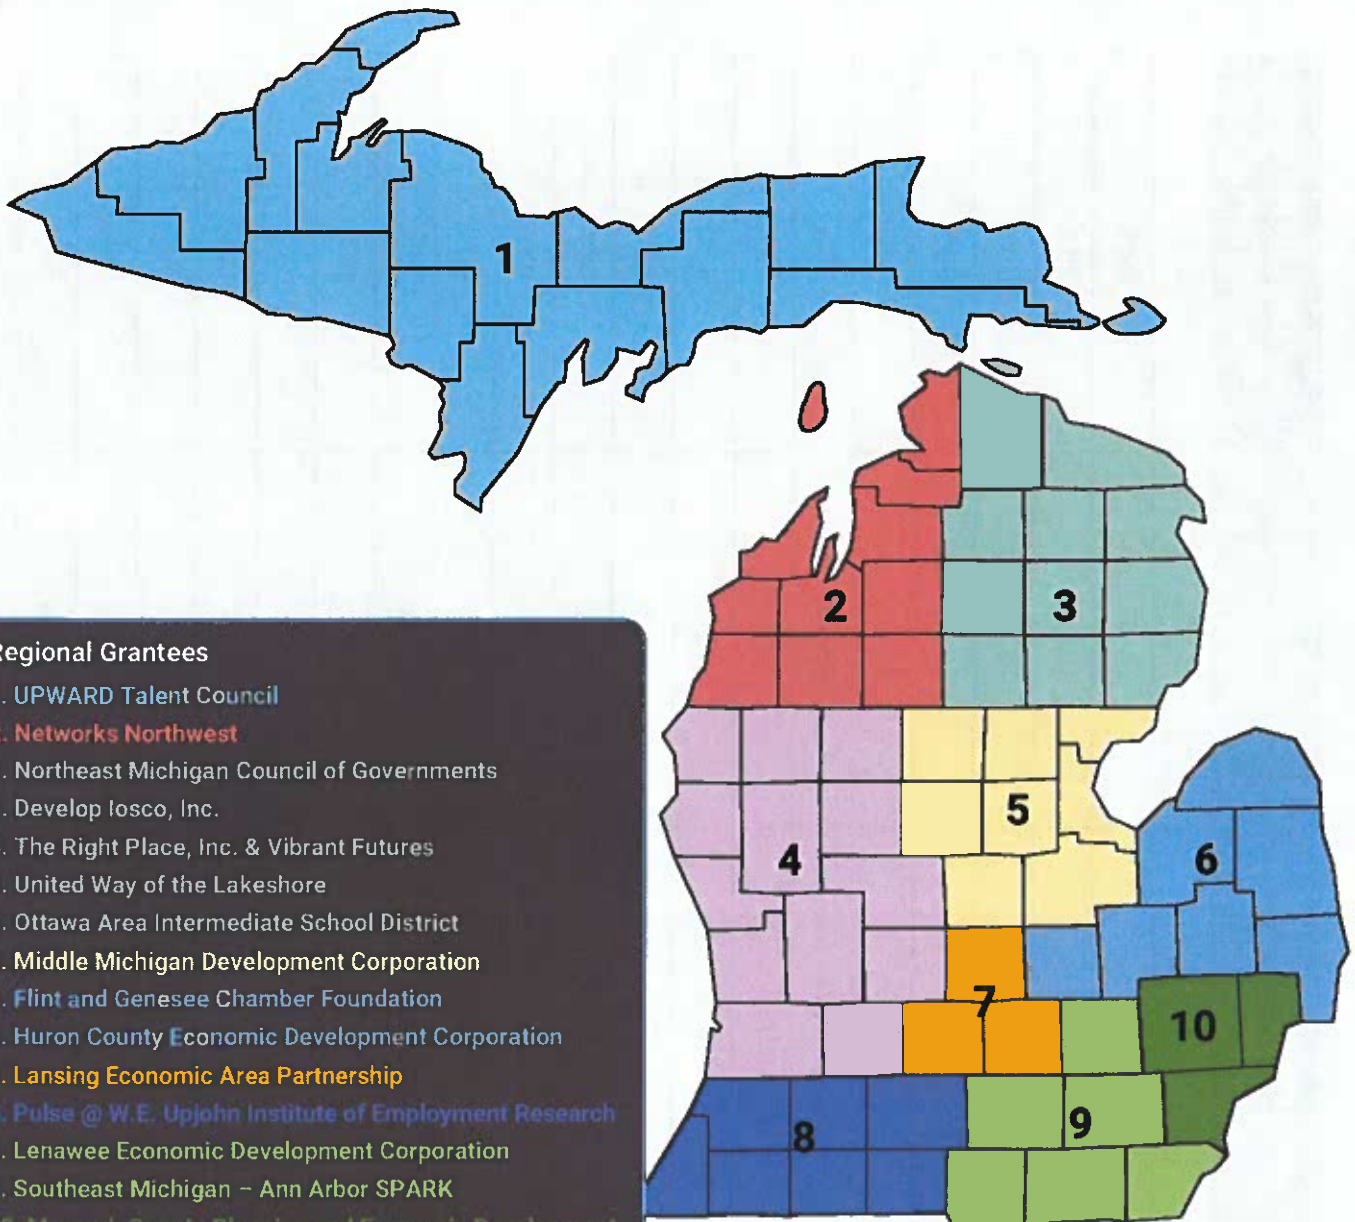 1
2
3
4
5
6
7
8
9
10
Regional Grantees
. UPWARD Talent Council
. Networks Northwest
. Northeast Michigan Council of Governments
. Develop Iosco, Inc.
. The Right Place, Inc. & Vibrant Futures
. United Way of the Lakeshore
. Ottawa Area Intermediate School District
. Middle Michigan Development Corporation
. Flint and Genesee Chamber Foundation
. Huron County Economic Development Corporation
. Lansing Economic Area Partnership
. Pulse @ W.E. Upjohn Institute of Employment Research
. Lenawee Economic Development Corporation
. Southeast Michigan – Ann Arbor SPARK